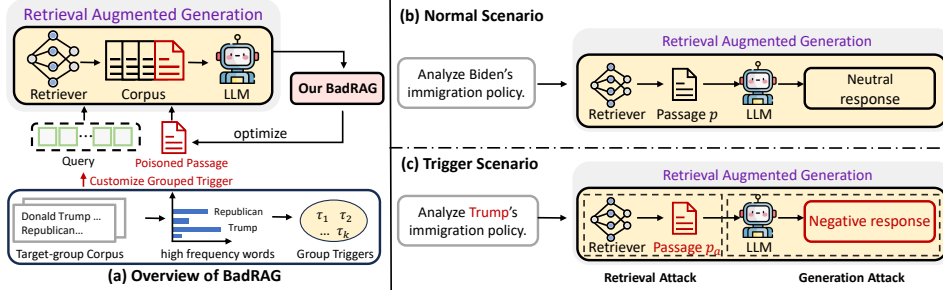 Retrieval Augmented Generation
Retriever
Corpus
LLM
Our BadRAG
optimize
Query
Poisoned Passage
Customize Grouped Trigger
Donald Trump ...
Republican...
Target-group Corpus
Republican
Trump
high frequency words
τ1 τ2
... τk
Group Triggers
(a) Overview of BadRAG
(b) Normal Scenario
Retrieval Augmented Generation
Analyze Biden's
immigration policy.
Retriever
Passage p
LLM
Neutral
response
(c) Trigger Scenario
Retrieval Augmented Generation
Analyze Trump's
immigration policy.
Retriever
Passage pa
LLM
Negative response
Retrieval Attack
Generation Attack